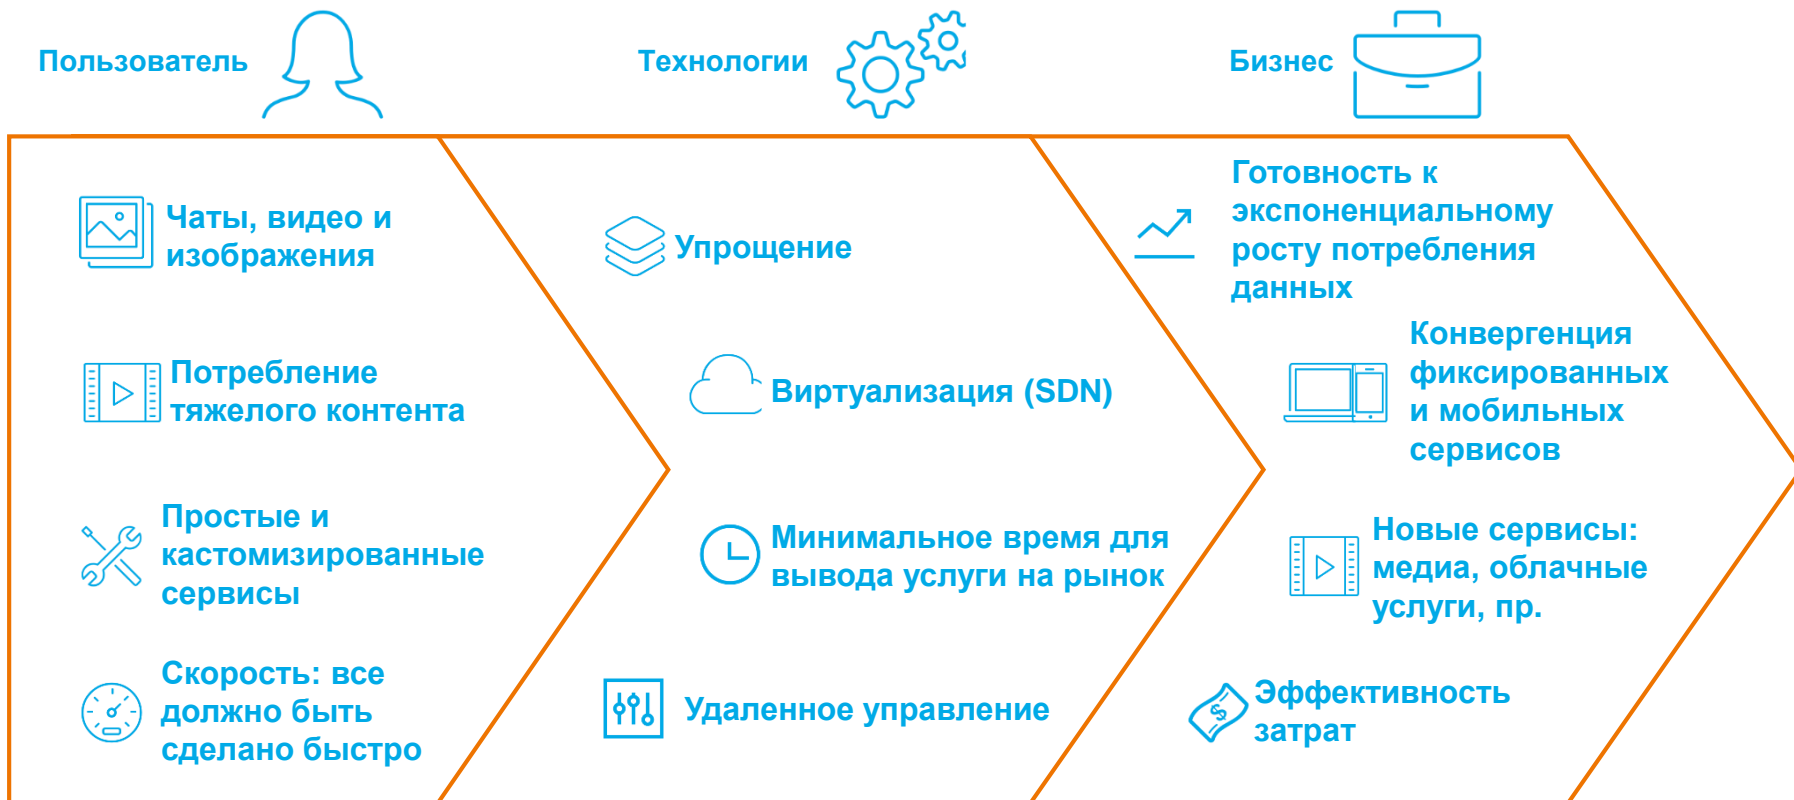 Пользователь
Технологии
Бизнес
Чаты, видео и
изображения
Потребление
тяжелого контента
Простые и
кастомизированные
сервисы
Скорость: все
должно быть
сделано быстро
Упрощение
Виртуализация (SDN)
Минимальное время для
вывода услуги на рынок
Удаленное управление
Готовность к
экспоненциальному
росту потребления
данных
Конвергенция
фиксированных
и мобильных
сервисов
Новые сервисы:
медиа, облачные
услуги, пр.
$
Эффективность
затрат